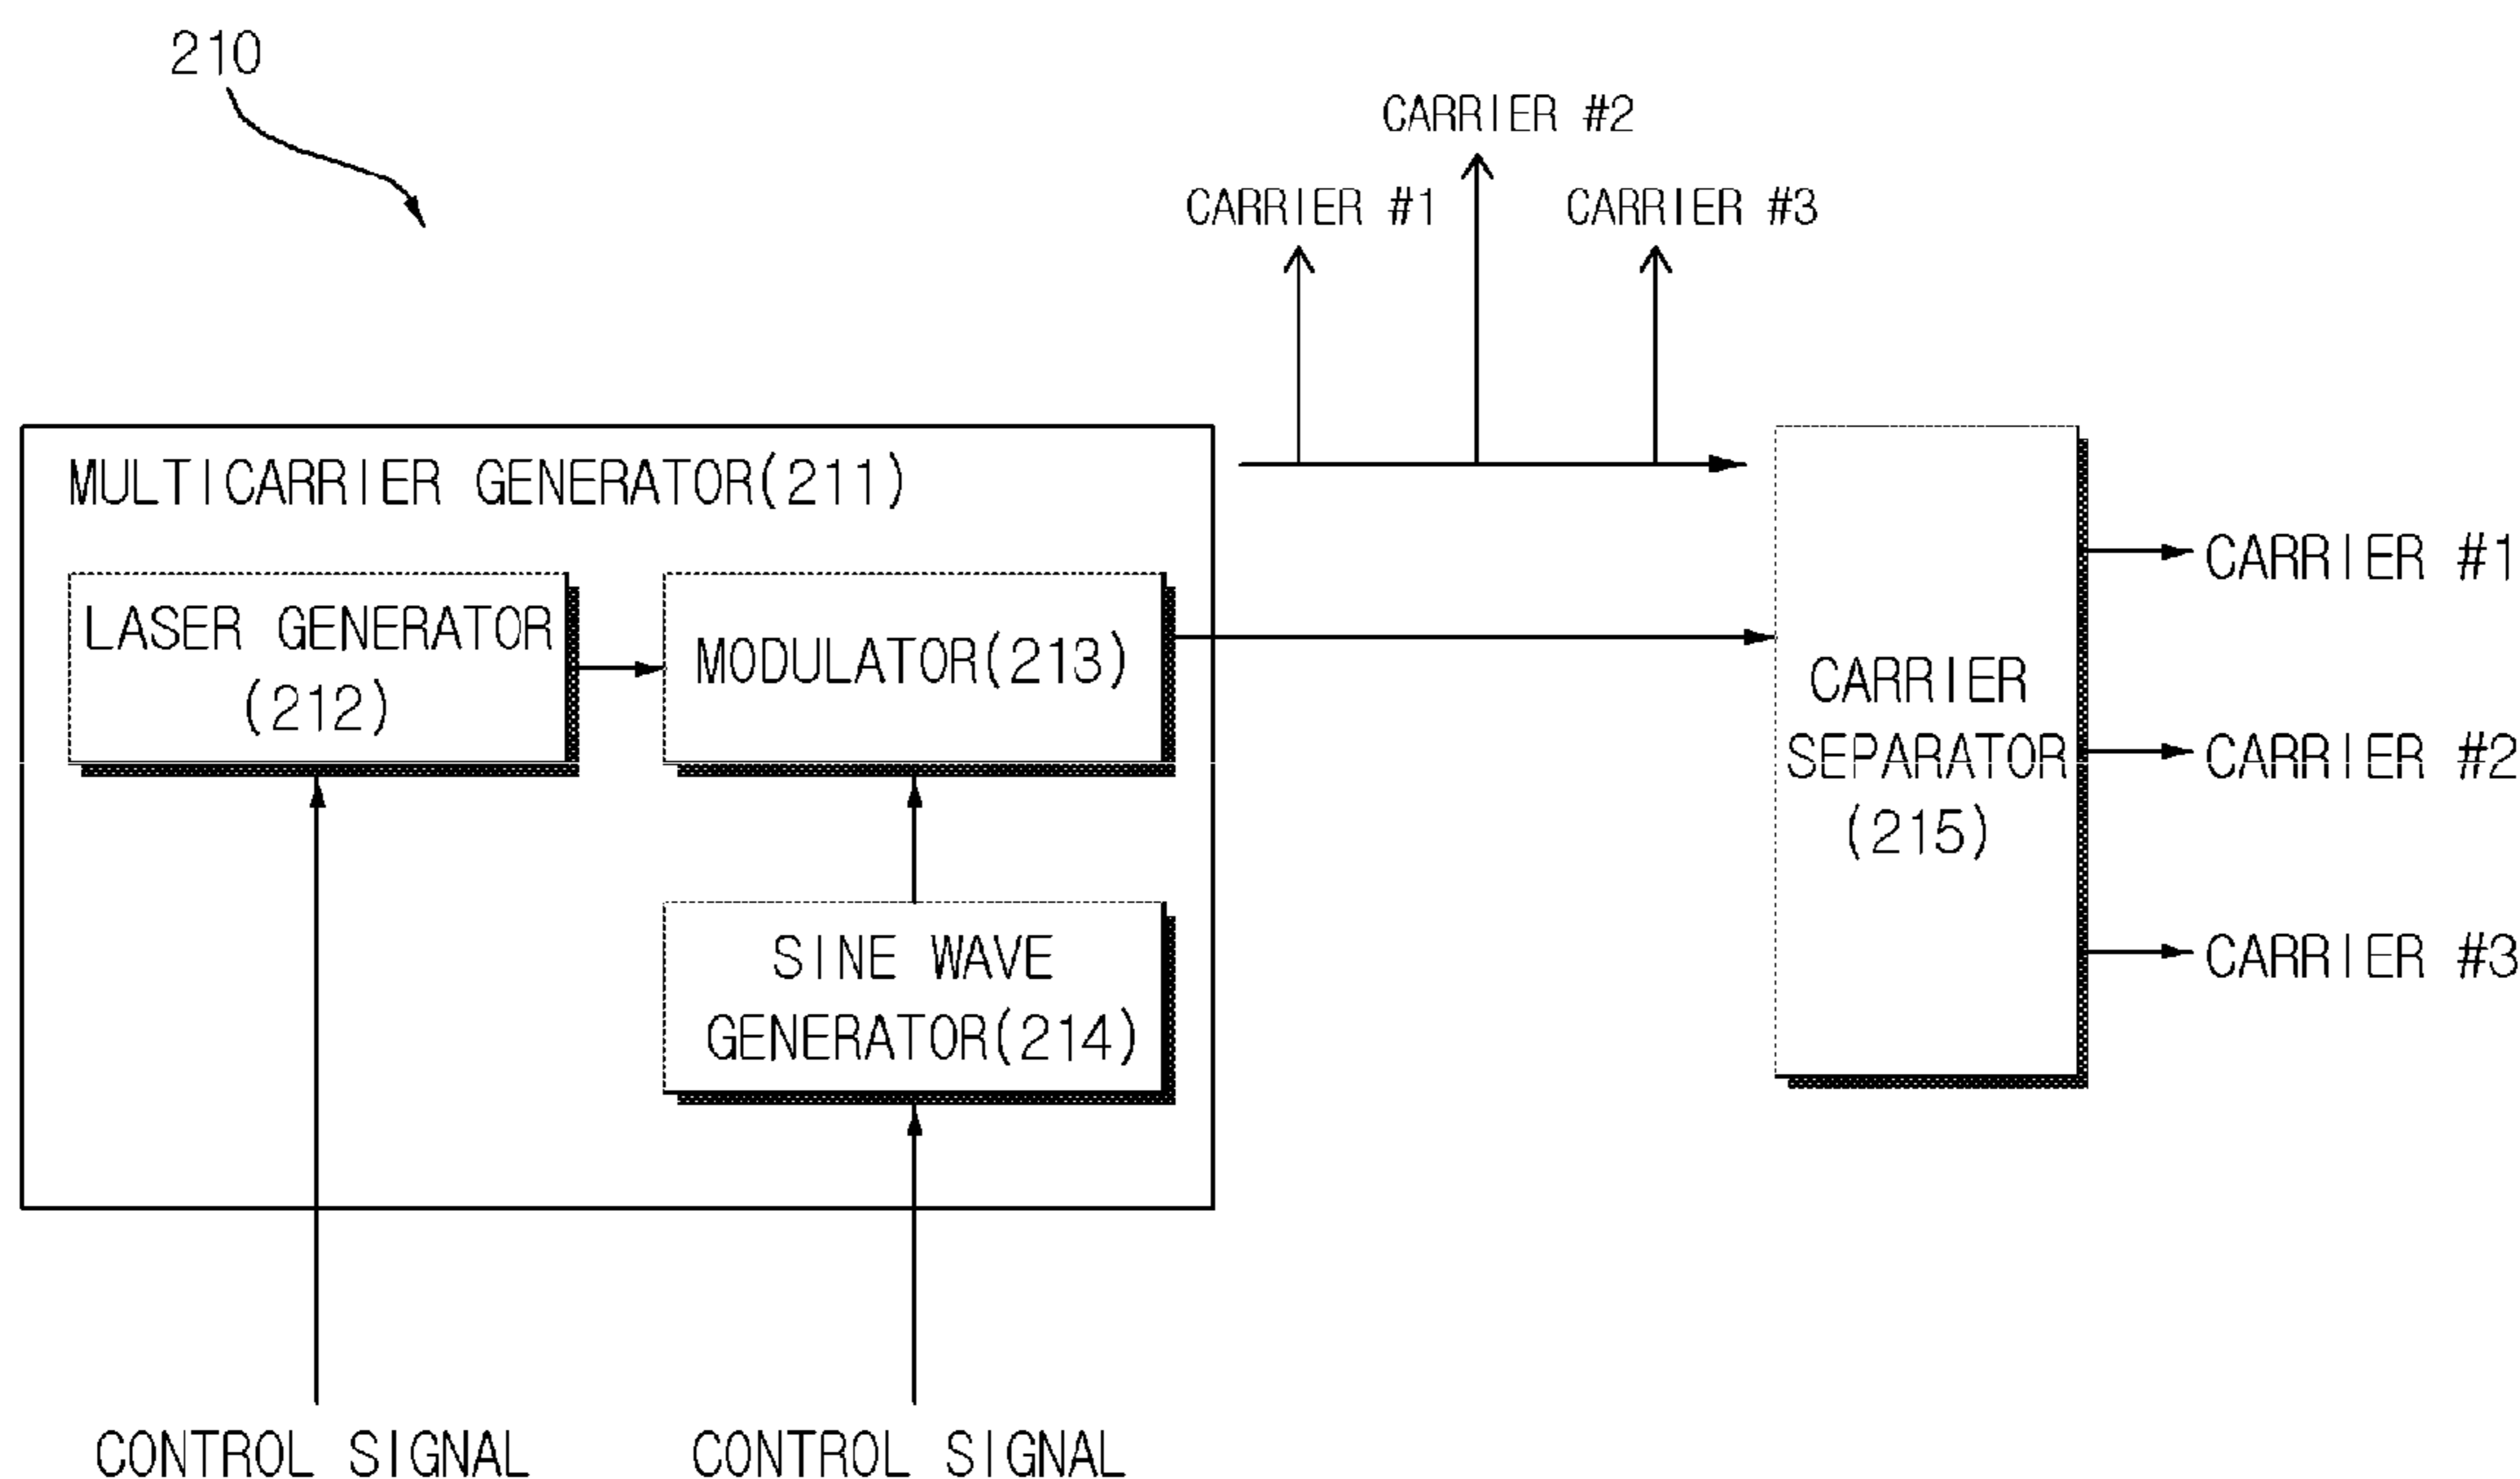 210
CARRIER #2
CARRIER #1
CARRIER #3
MULTICARRIER GENERATOR(211)
LASER GENERATOR
(212)
MODULATOR(213)
SINE WAVE
GENERATOR(214)
CARRIER
SEPARATOR
(215)
CARRIER #1
CARRIER #2
CARRIER #3
CONTROL SIGNAL
CONTROL SIGNAL